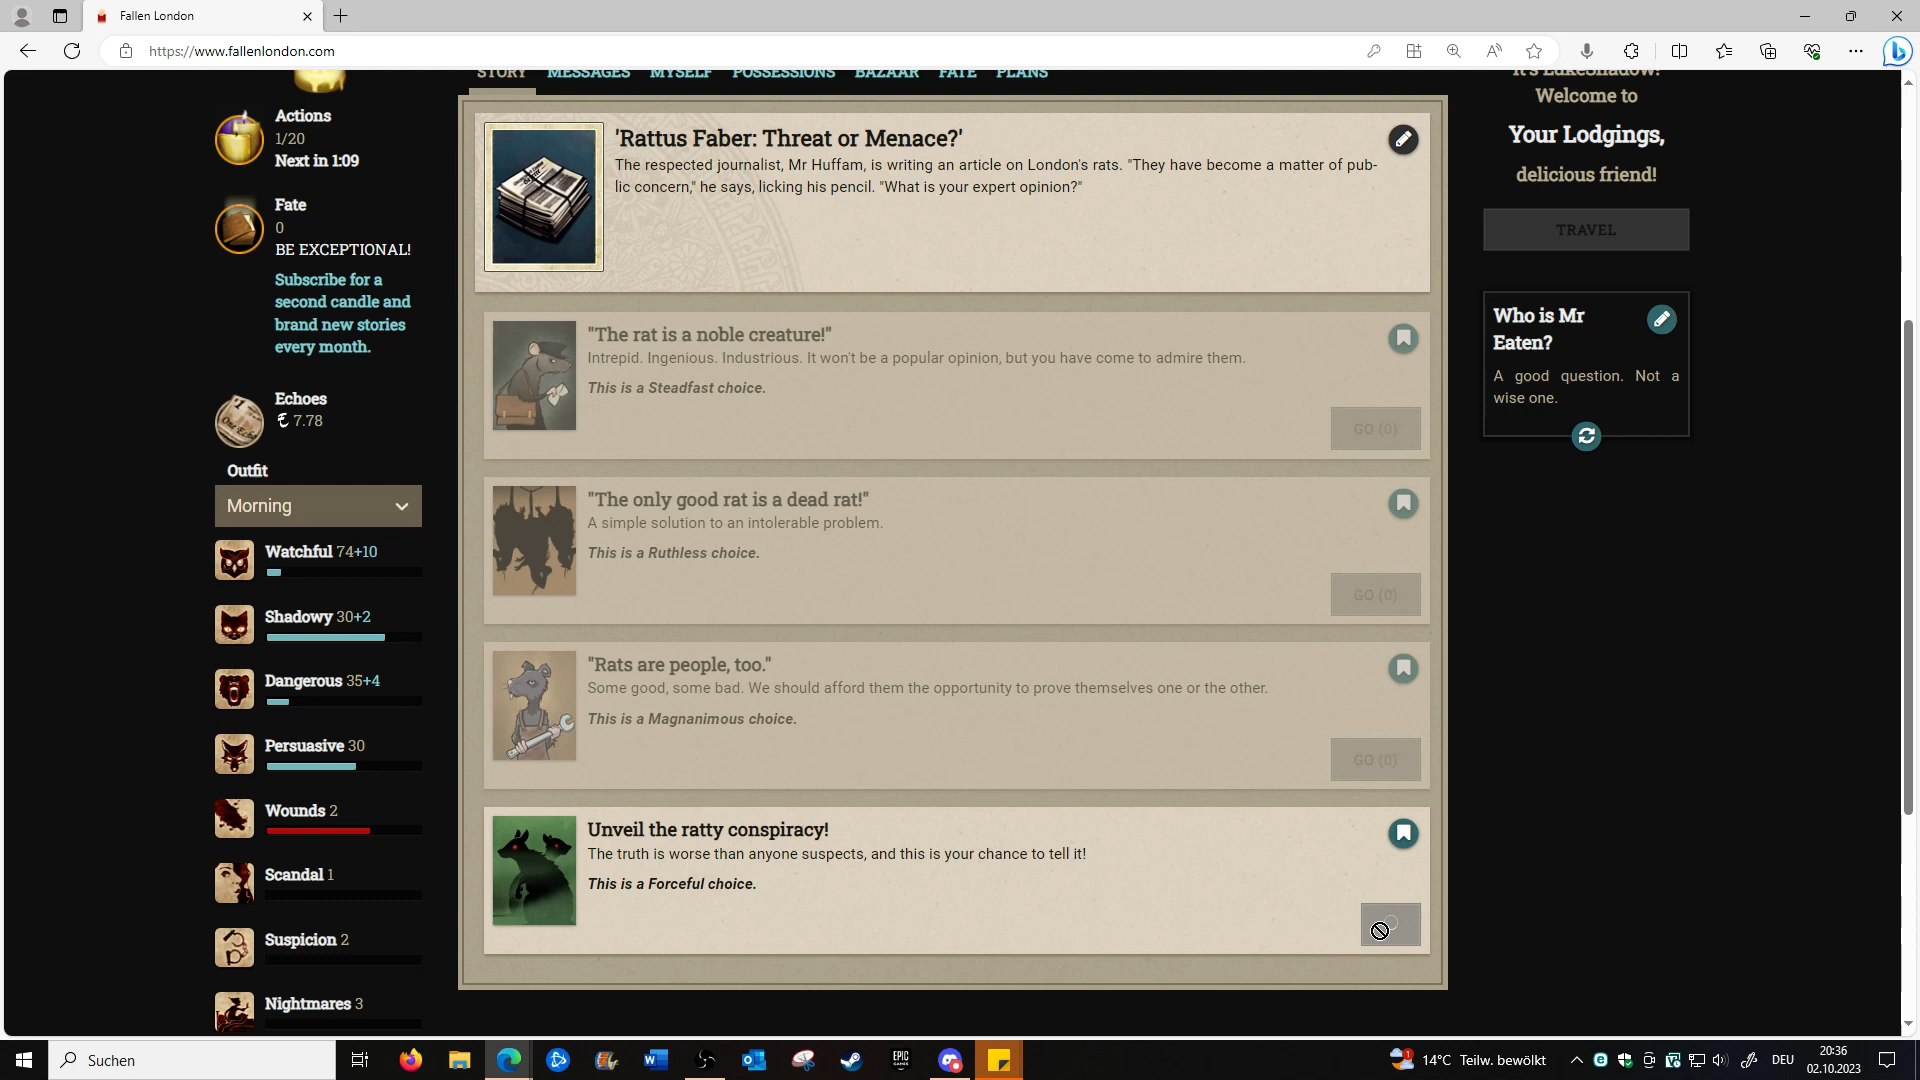 Fallen London
https://www.fallenlondon.com
STORY MESSAGES MYSELF POSSESSIONS BAZAAR FATE PLANS
Actions
1/20
Next in 1:09
Fate
0
BE EXCEPTIONAL!
Subscribe for a
second candle and
brand new stories
every month.
Echoes
7.78
Outfit
Morning
Watchful 74+10
Shadowy 30+2
Dangerous 35+4
Persuasive 30
Wounds 2
Scandal 1
Suspicion 2
Nightmares 3
'Rattus Faber: Threat or Menace?'
The respected journalist, Mr Huffam, is writing an article on London's rats. "They have become a matter of pub-
lic concern," he says, licking his pencil. "What is your expert opinion?"
"The rat is a noble creature!"
Intrepid. Ingenious. Industrious. It won't be a popular opinion, but you have come to admire them.
This is a Steadfast choice.
GO (0)
"The only good rat is a dead rat!"
A simple solution to an intolerable problem.
This is a Ruthless choice.
GO (0)
"Rats are people, too."
Some good, some bad. We should afford them the opportunity to prove themselves one or the other.
This is a Magnanimous choice.
GO (0)
Unveil the ratty conspiracy!
The truth is worse than anyone suspects, and this is your chance to tell it!
This is a Forceful choice.
It's LukeShadow!
Welcome to
Your Lodgings,
delicious friend!
TRAVEL
Who is Mr
Eaten?
A good question. Not a
wise one.
Suchen
EPIC
GAMES
14°C Teilw. bewölkt
DEU
20:36
02.10.2023